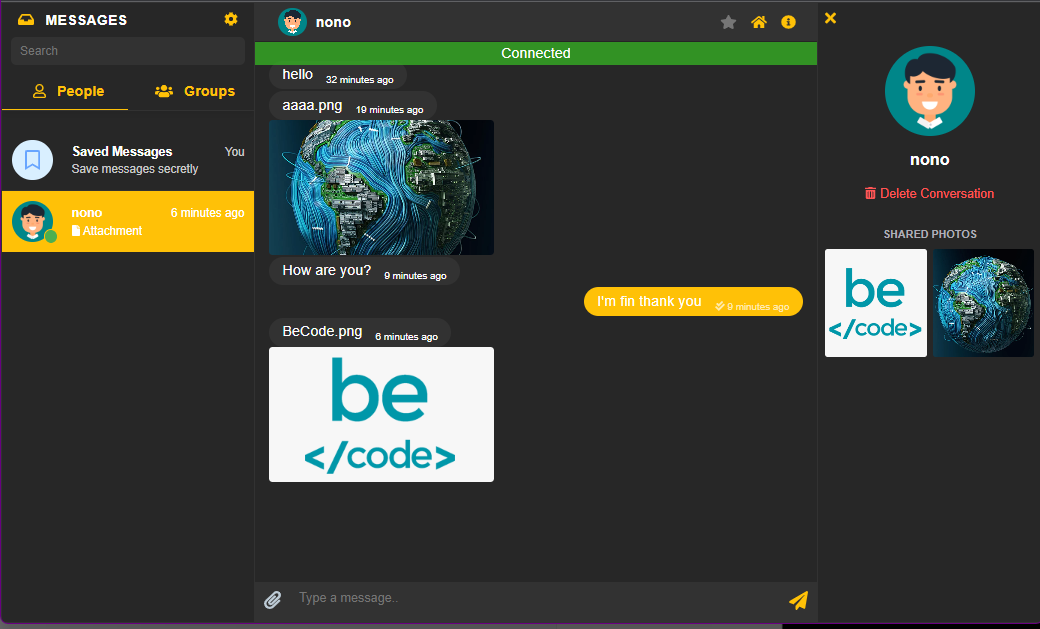 MESSAGES
Search
People
Groups
Saved Messages
You
Save messages secretly
nono
6 minutes ago
Attachment
nono
Connected
hello 32 minutes ago
aaaa.png 19 minutes ago
How are you? 9 minutes ago
I'm fin thank you 9 minutes ago
BeCode.png 6 minutes ago
be
</code>
Type a message..
nono
Delete Conversation
SHARED PHOTOS
be
</code>